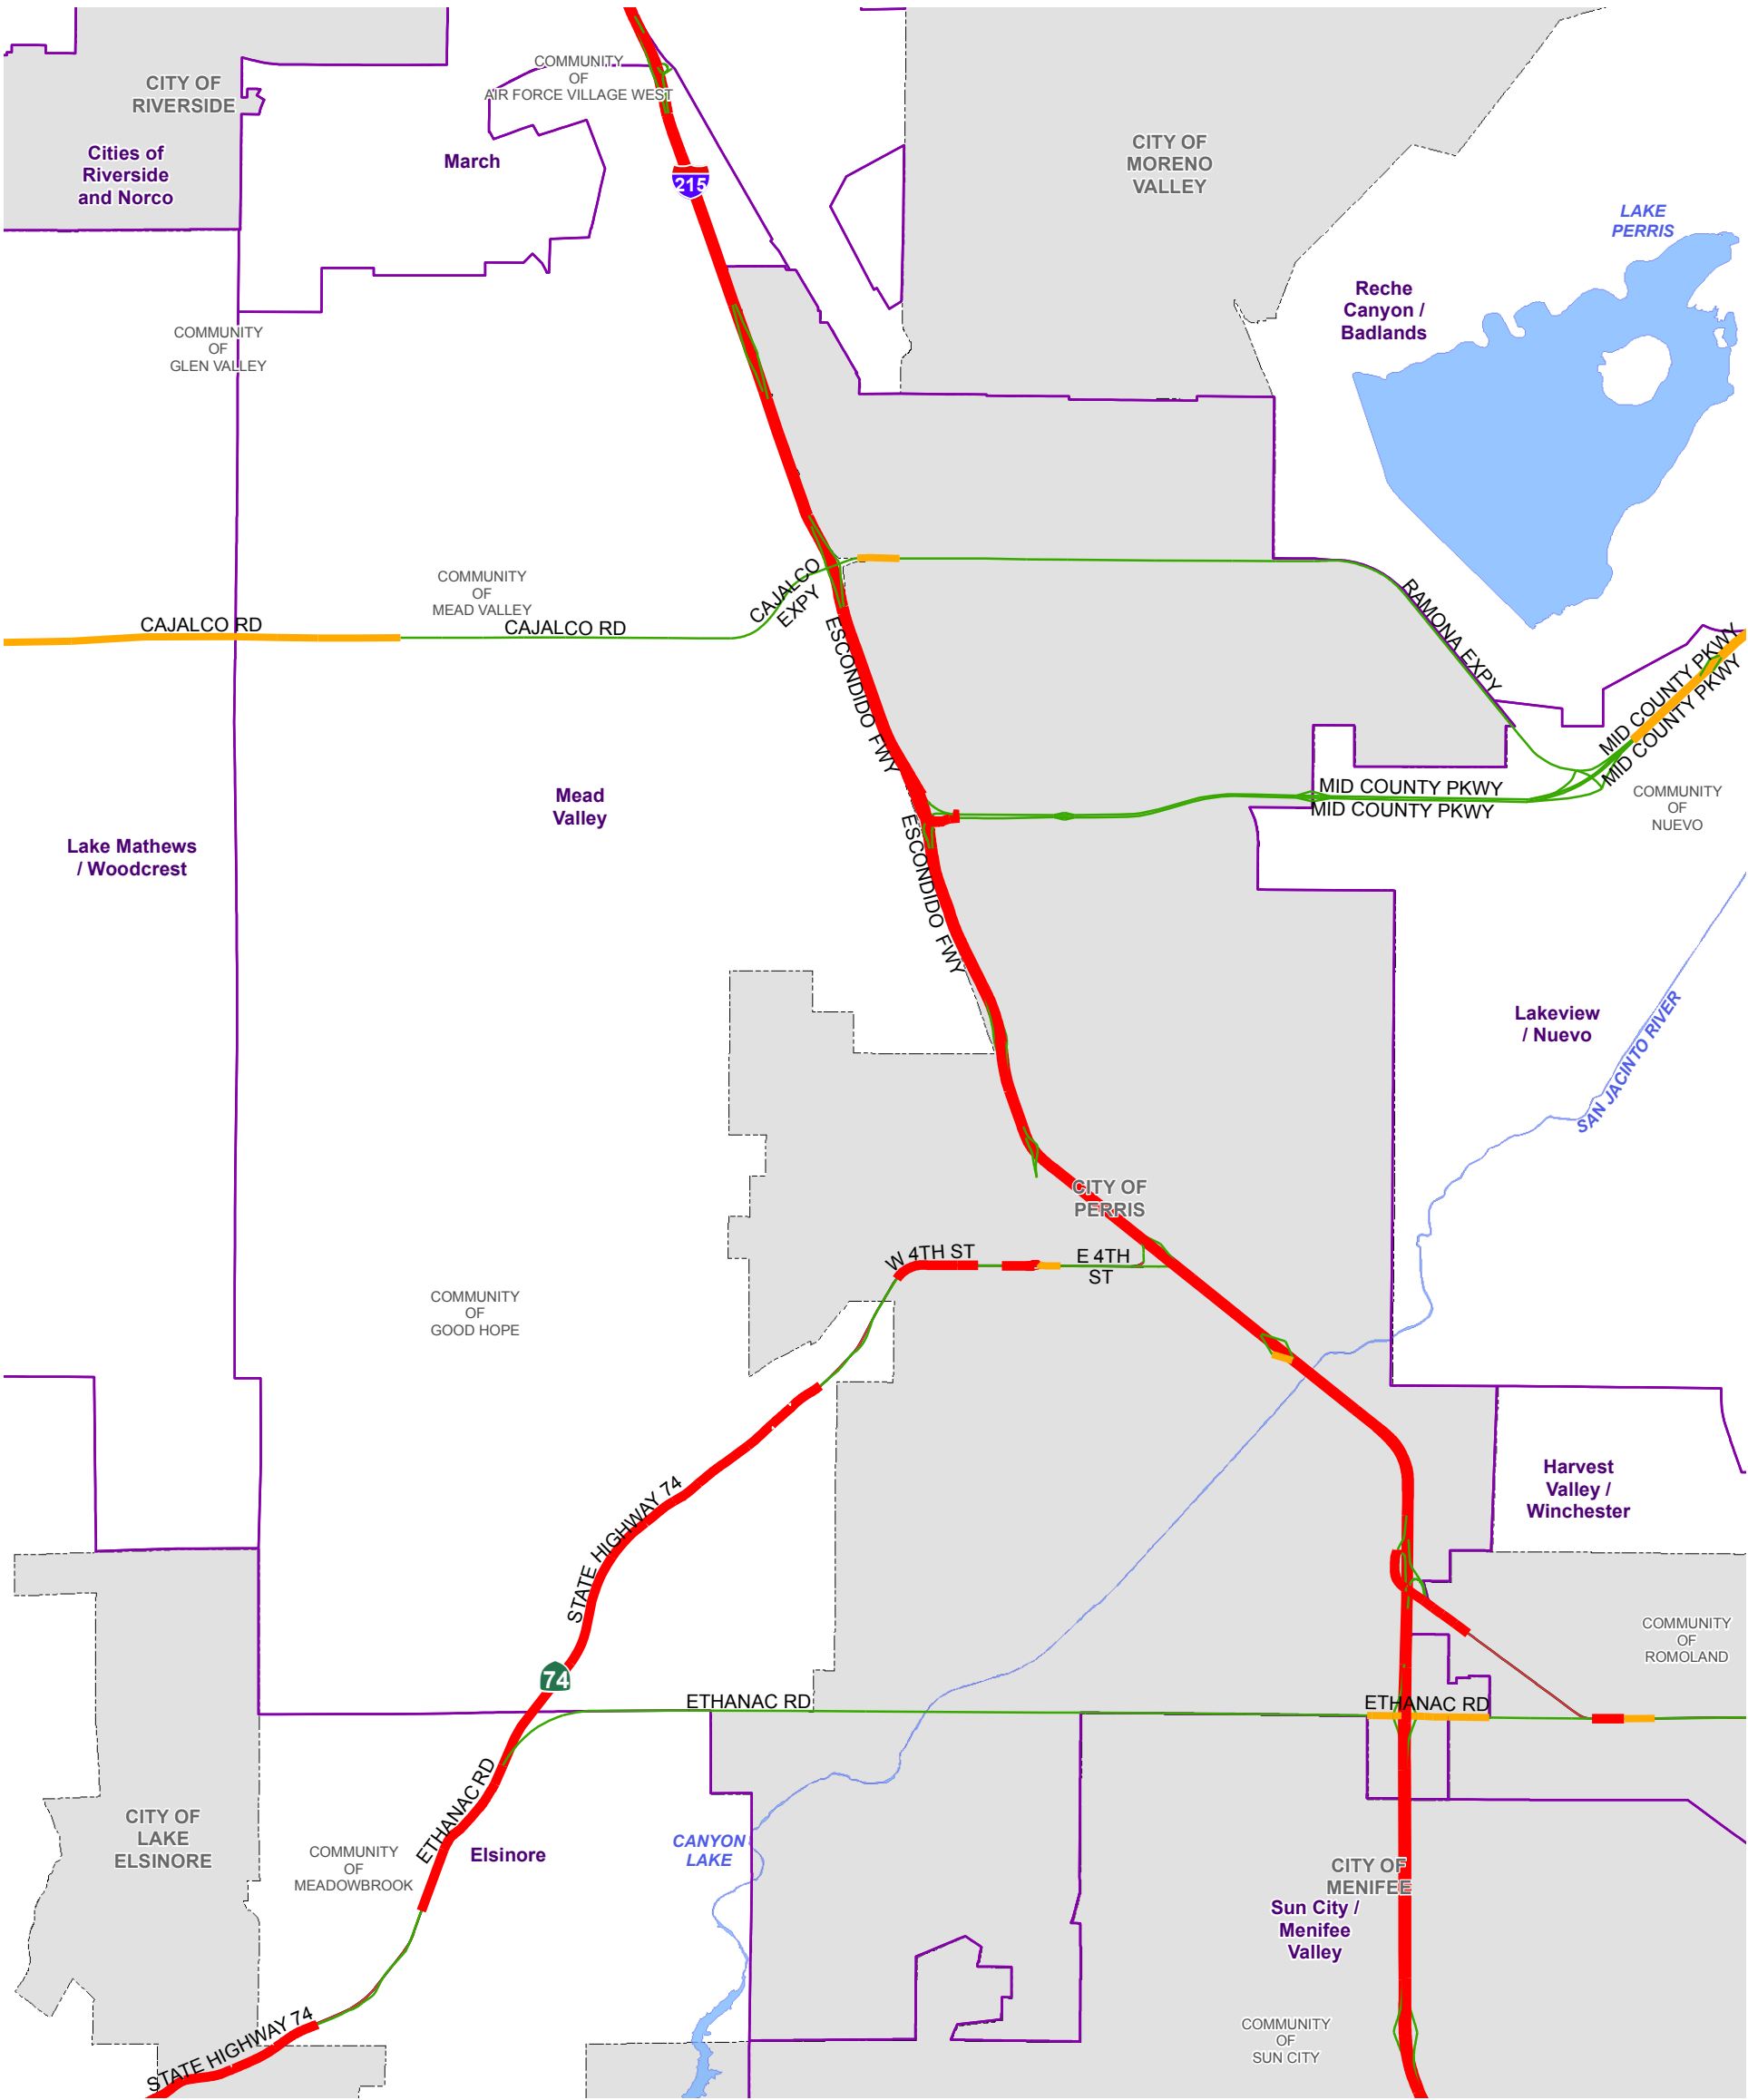 COMMUNITY
OF
AIR FORCE VILLAGE WEST
CITY OF
RIVERSIDE
Cities of
Riverside
and Norco
March
215
CITY OF
MORENO
VALLEY
LAKE
PERRIS
Reche
Canyon /
Badlands
COMMUNITY
OF
GLEN VALLEY
COMMUNITY
OF
MEAD VALLEY
CAJALCO RD
CAJALCO RD
CAJALCO
EXPY
ESCONDIDO FWY
RAMONA EXPY
MID COUNTY PKWY
MID COUNTY PKWY
MID COUNTY PKWY
MID COUNTY PKWY
COMMUNITY
OF
NUEVO
Mead
Valley
Lake Mathews
/ Woodcrest
ESCONDIDO FWY
Lakeview
/ Nuevo
SAN JACINTO RIVER
CITY OF
PERRIS
W 4TH ST
E 4TH
ST
COMMUNITY
OF
GOOD HOPE
STATE HIGHWAY 74
Harvest
Valley /
Winchester
COMMUNITY
OF
ROMOLAND
74
ETHANAC RD
ETHANAC RD
ETHANAC RD
CITY OF
LAKE
ELSINORE
COMMUNITY
OF
MEADOWBROOK
Elsinore
CANYON
LAKE
CITY OF
MENIFEE
Sun City /
Menifee
Valley
COMMUNITY
OF
SUN CITY
STATE HIGHWAY 74